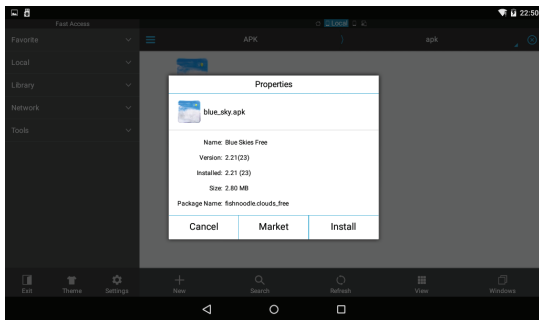 22:50
Fast Access
Local
Favorite
APK
apk
Local
Library
Network
Tools
Properties
blue_sky.apk
Name: Blue Skies Free
Version: 2.21(23)
Installed: 2.21 (23)
Size: 2.80 MB
Package Name: fishnoodle.clouds_free
Cancel Market Install
Exit Theme Settings New Search Refresh View Windows